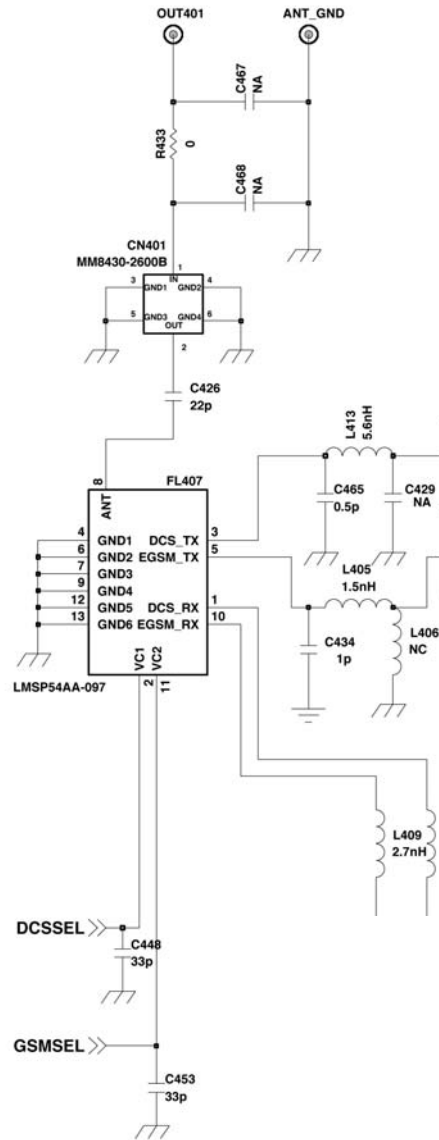 OUT401
ANT_GND
C467
NA
R433
0
C468
NA
CN401
MM8430-2600B
1
IN
3
GND1
GND2
4
5
GND3
GND4
6
OUT
2
C426
22p
L413
5.6nH
FL407
8
ANT
C465
0.5p
C429
NA
4
GND1
DCS_TX
3
6
GND2
EGSM_TX
5
7
GND3
9
GND4
12
GND5
DCS_RX
1
13
GND6
EGSM_RX
10
VC1
VC2
2
11
LMSP54AA-097
L405
1.5nH
C434
1p
L406
NC
L409
2.7nH
DCSSEL
C448
33p
GSMSEL
C453
33p